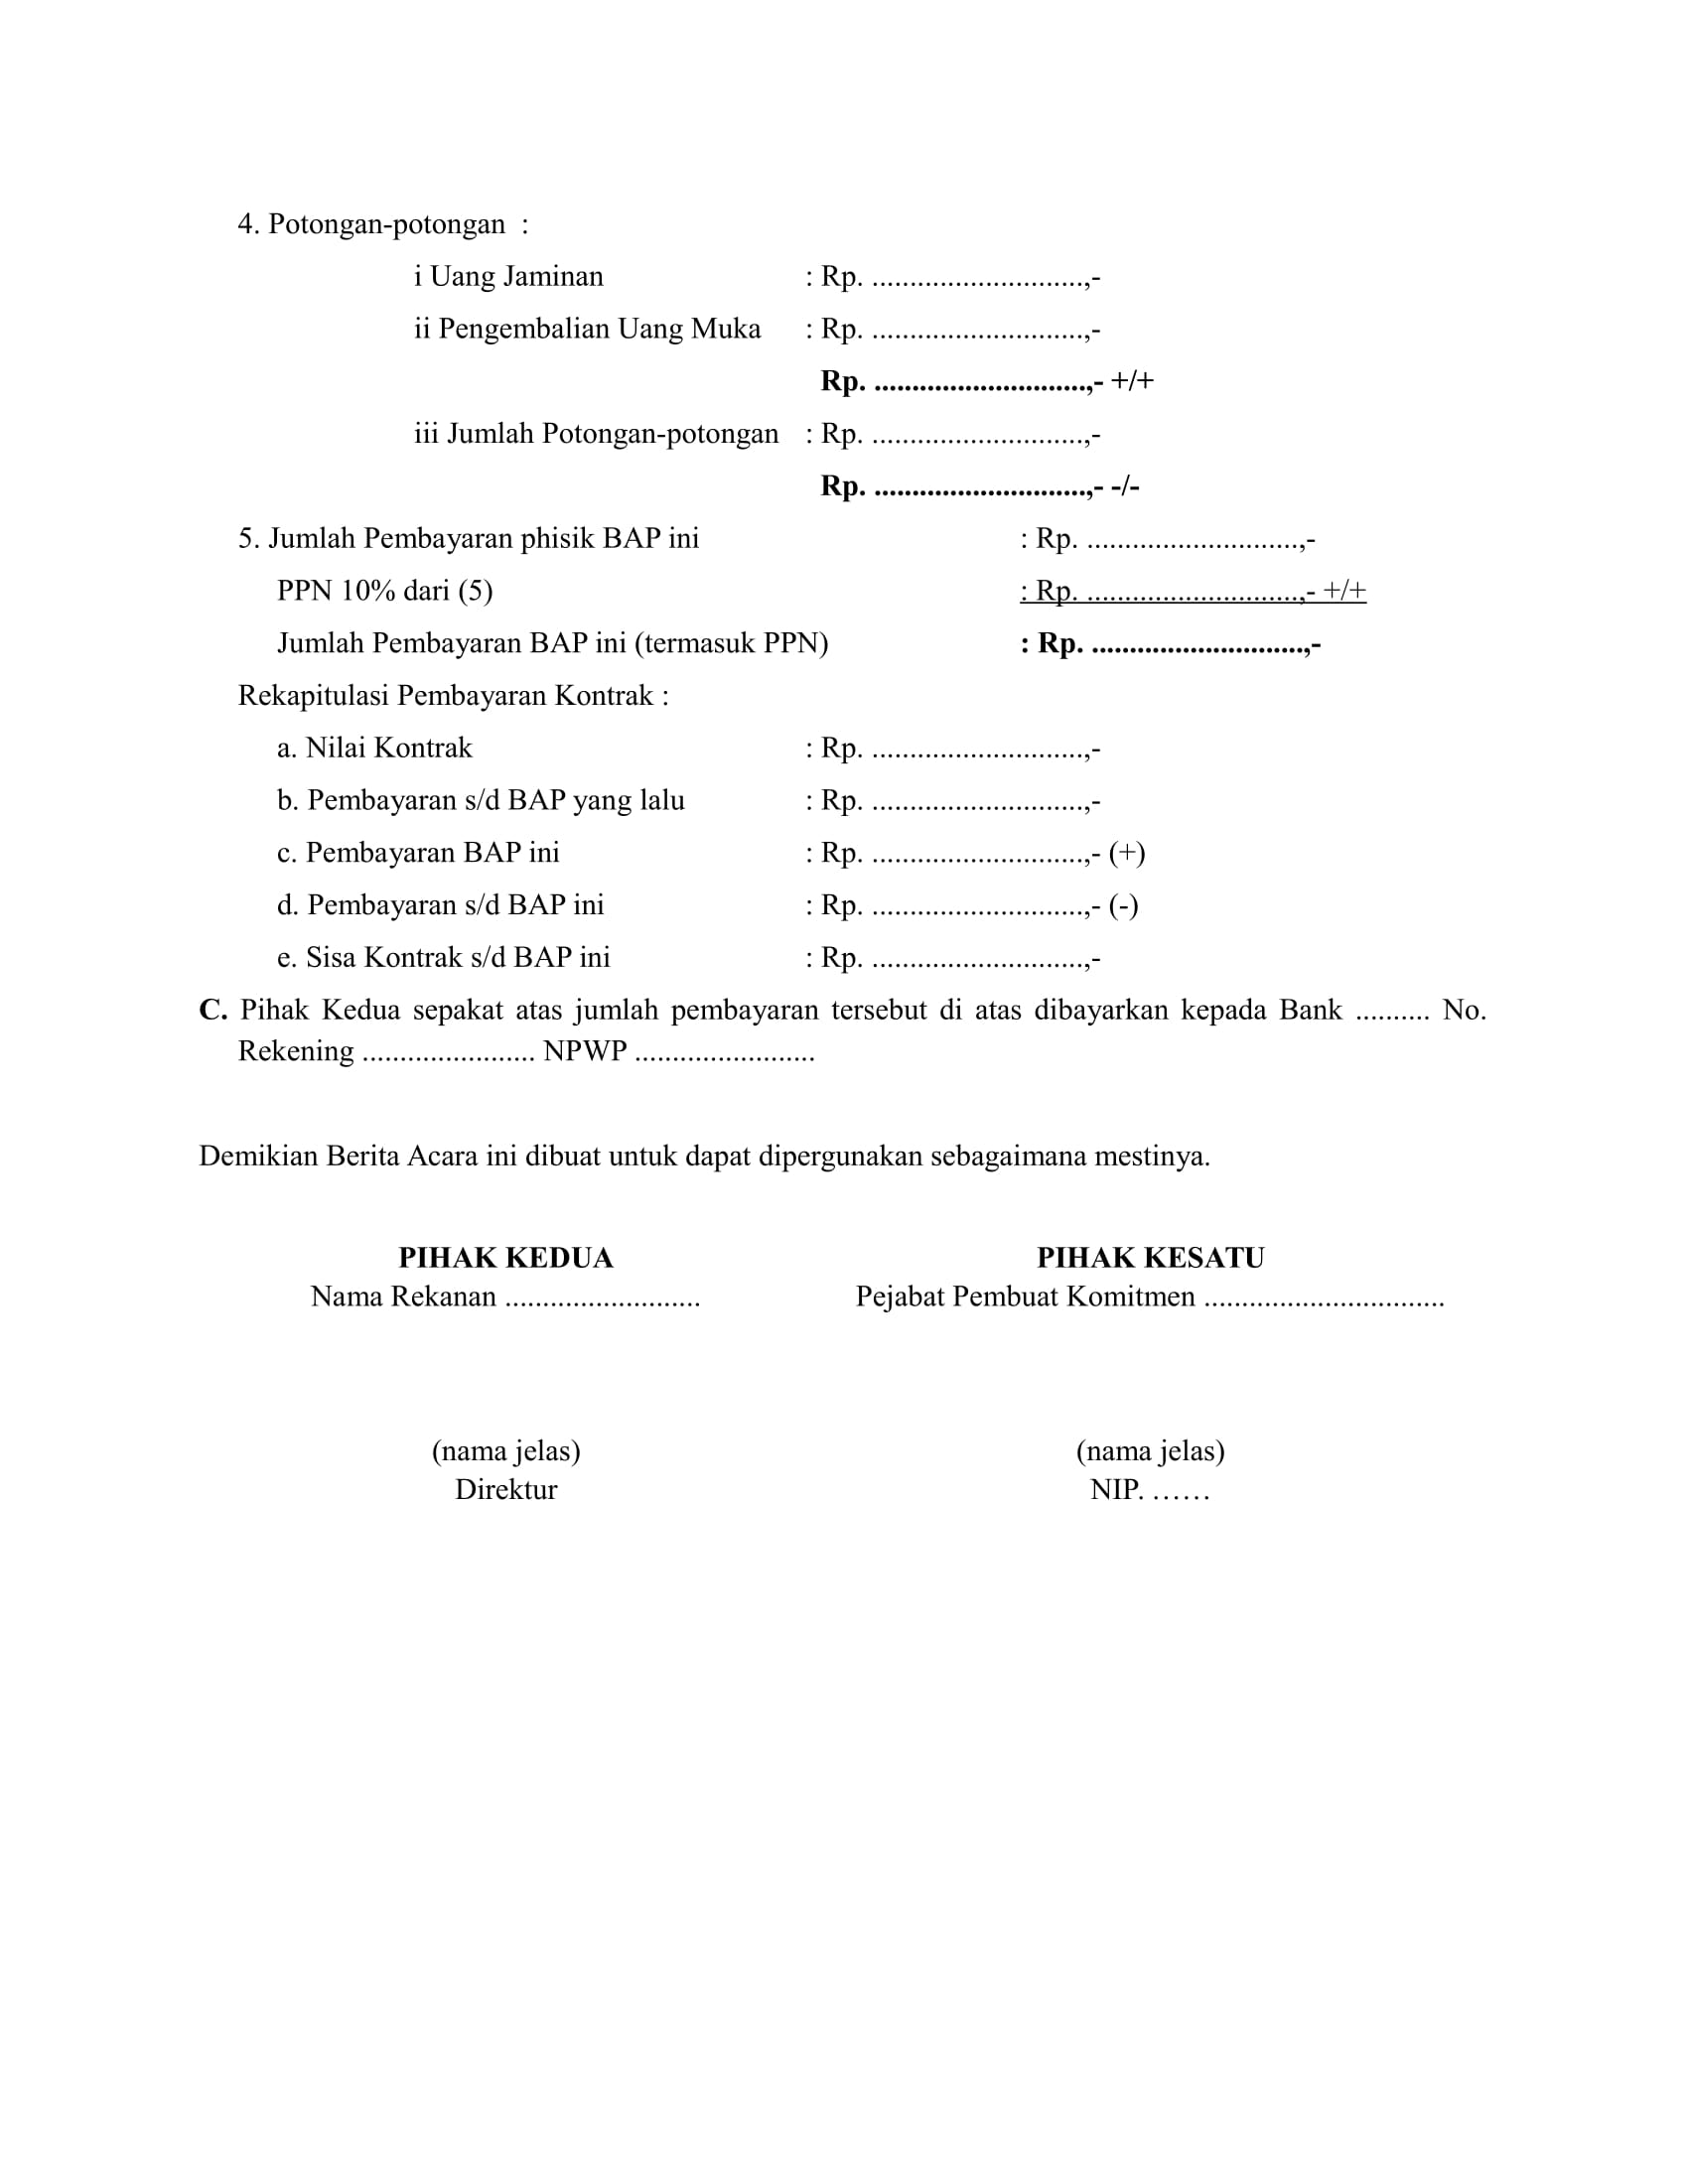 4. Potongan-potongan :
i Uang Jaminan : Rp. ............................,-
ii Pengembalian Uang Muka : Rp. ............................,-
Rp. ............................,- +/+
iii Jumlah Potongan-potongan : Rp. ............................,-
Rp. ............................,- -/-
5. Jumlah Pembayaran phisik BAP ini : Rp. ............................,-
PPN 10% dari (5) : Rp. ............................,- +/+
Jumlah Pembayaran BAP ini (termasuk PPN) : Rp. ............................,-
Rekapitulasi Pembayaran Kontrak :
a. Nilai Kontrak : Rp. ............................,-
b. Pembayaran s/d BAP yang lalu : Rp. ............................,-
c. Pembayaran BAP ini : Rp. ............................,- (+)
d. Pembayaran s/d BAP ini : Rp. ............................,- (-)
e. Sisa Kontrak s/d BAP ini : Rp. ............................,-
C. Pihak Kedua sepakat atas jumlah pembayaran tersebut di atas dibayarkan kepada Bank .......... No.
Rekening ....................... NPWP ........................
Demikian Berita Acara ini dibuat untuk dapat dipergunakan sebagaimana mestinya.
PIHAK KEDUA PIHAK KESATU
Nama Rekanan .......................... Pejabat Pembuat Komitmen ................................
(nama jelas) (nama jelas)
Direktur NIP. ……